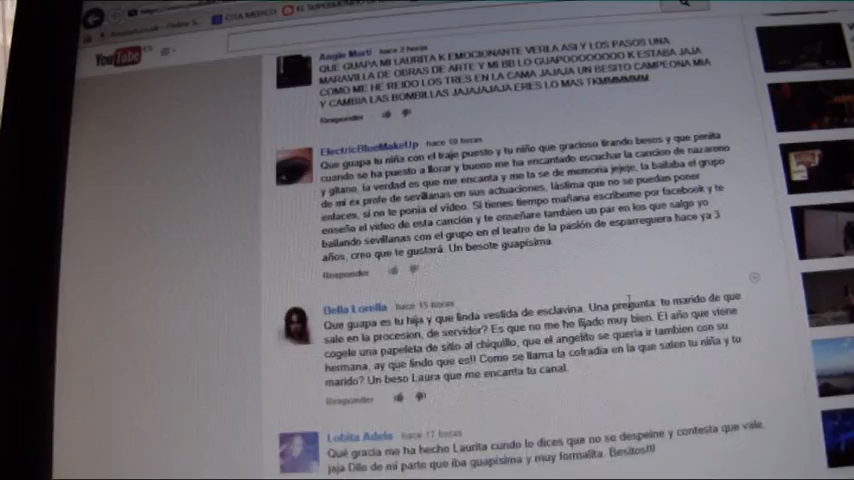 CITA MEDICO
YouTube ES
Angie Marti hace 2 horas
QUE GUAPA MI LAURITA K EMOCIONANTE VERLA ASI Y LOS PASOS UNA
MARAVILLA DE OBRAS DE ARTE Y MI BB LO GUAPOOOOOOOO K ESTABA JAJA
COMO ME HE REIDO LOS TRES EN LA CAMA JAJAJA UN BESITO CAMPEONA MIA
Y CAMBIA LAS BOMBILLAS JAJAJAJAJA ERES LO MAS TKMMMMMM
Responder
ElectricBlueMakeUp hace 19 horas
Que guapa tu niña con el traje puesto y tu niño que gracioso tirando besos y que penita
cuando se ha puesto a llorar y bueno me ha encantado escuchar la cancion de nazareno
y gitano, la verdad es que me encanta y me la se de memoria jejeje, la bailaba el grupo
de mi ex profe de sevillanas en sus actuaciones, lástima que no se puedan poner
enlaces, si no te ponia el video. Si tienes tiempo mañana escribeme por facebook y te
enseño el video de esta canción y te enseñare tambien un par en los que salgo yo
bailando sevillanas con el grupo en el teatro de la pasión de esparreguera hace ya 3
años, creo que te gustará. Un besote guapísima.
Responder
Bella Lorella hace 15 horas
Que guapa es tu hija y que linda vestida de esclavina. Una pregunta: tu marido de que
sale en la procesion, de servidor? Es que no me he fijado muy bien. El año que viene
cogele una papeleta de sitio al chiquillo, que el angelito se queria ir tambien con su
hermana, ay que lindo que es!! Como se llama la cofradia en la que salen tu niña y tu
marido? Un beso Laura que me encanta tu canal.
Responder
Lobita Adela hace 17 horas
Qué gracia me ha hecho Laurita cundo le dices que no se despeine y contesta que vale,
jaja Dile de mi parte que iba guapísima y muy formalita. Besitos!!!